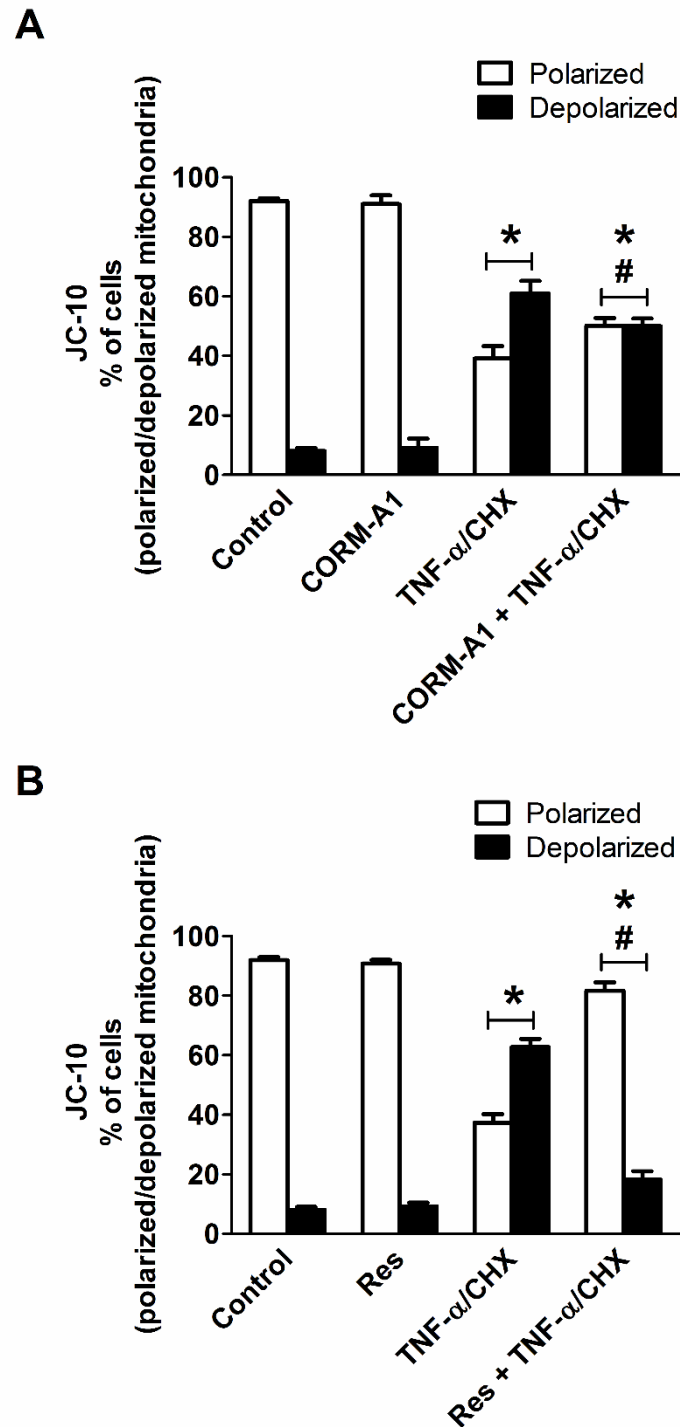 A
Polarized
Depolarized
JC-10
% of cells
(polarized/depolarized mitochondria)
100
80
60
40
20
0
*
*
#
Control
CORM-A1
TNF-α/CHX
CORM-A1 + TNF-α/CHX
B
Polarized
Depolarized
JC-10
% of cells
(polarized/depolarized mitochondria)
100
80
60
40
20
0
*
*
#
Control
Res
TNF-α/CHX
Res + TNF-α/CHX